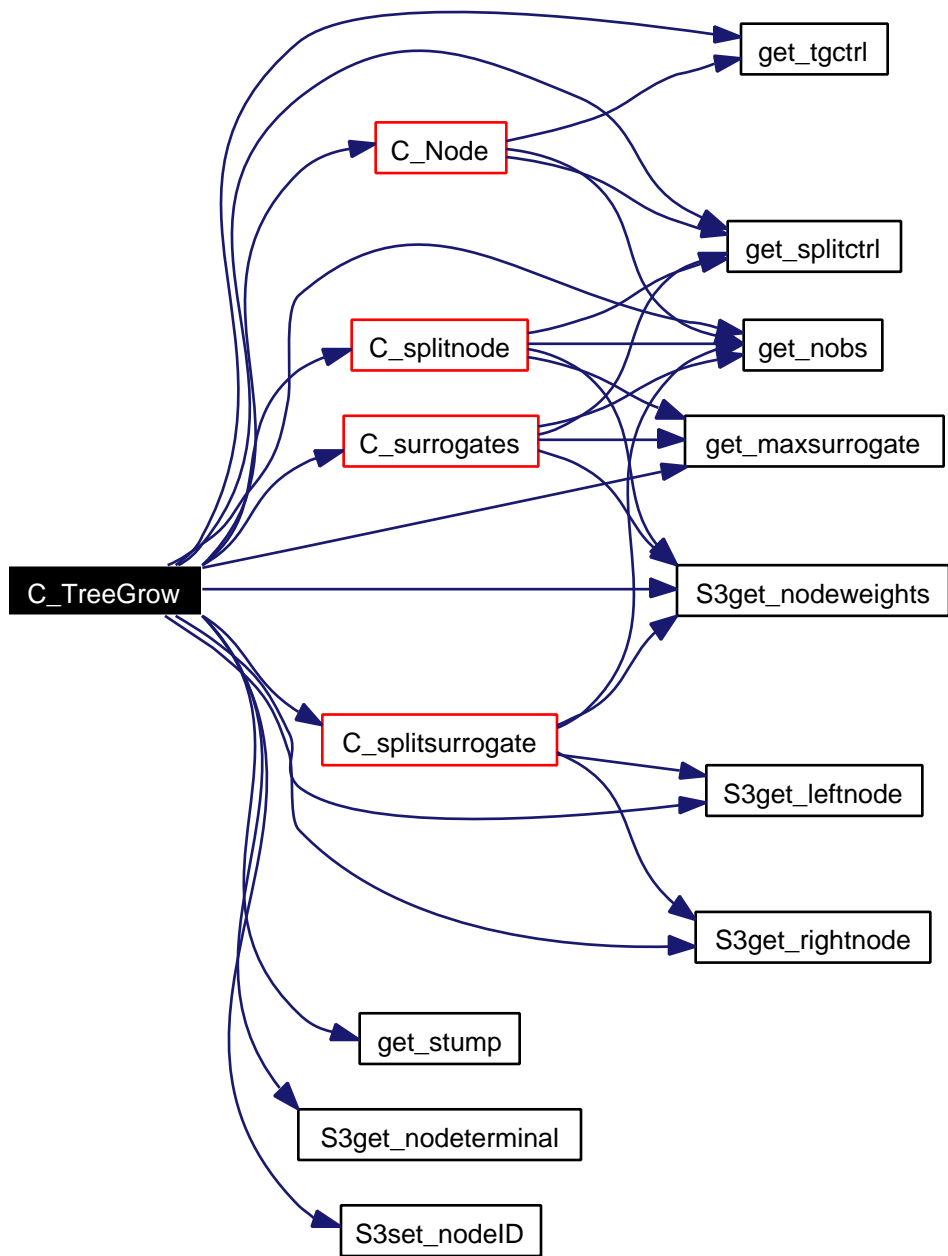 get_tgctrl
C_Node
get_splitctrl
C_splitnode
get_nobs
C_surrogates
get_maxsurrogate
C_TreeGrow
S3get_nodeweights
C_splitsurrogate
S3get_leftnode
S3get_rightnode
get_stump
S3get_nodeterminal
S3set_nodeID